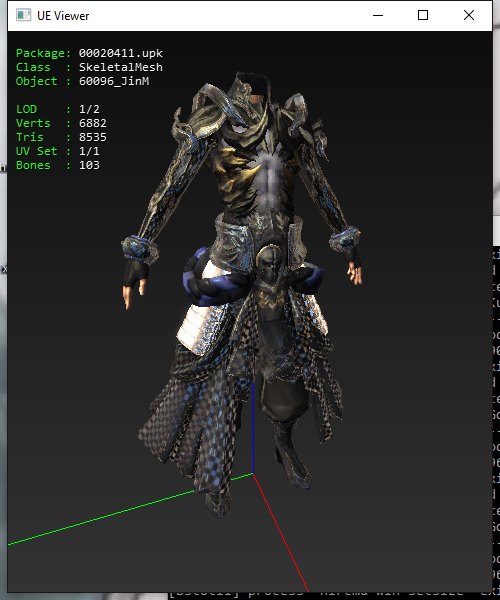 UE Viewer
Package: 00020411.upk
Class : SkeletalMesh
Object : 60096_JinM
LOD : 1/2
Verts : 6882
Tris : 8535
UV Set : 1/1
Bones : 103